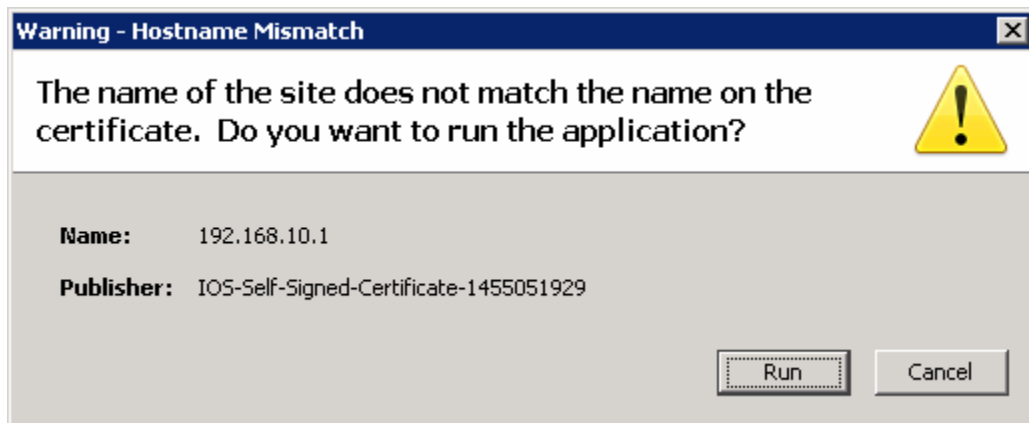 Warning - Hostname Mismatch
The name of the site does not match the name on the
certificate.  Do you want to run the application?
Name: 192.168.10.1
Publisher: IOS-Self-Signed-Certificate-1455051929
Run Cancel